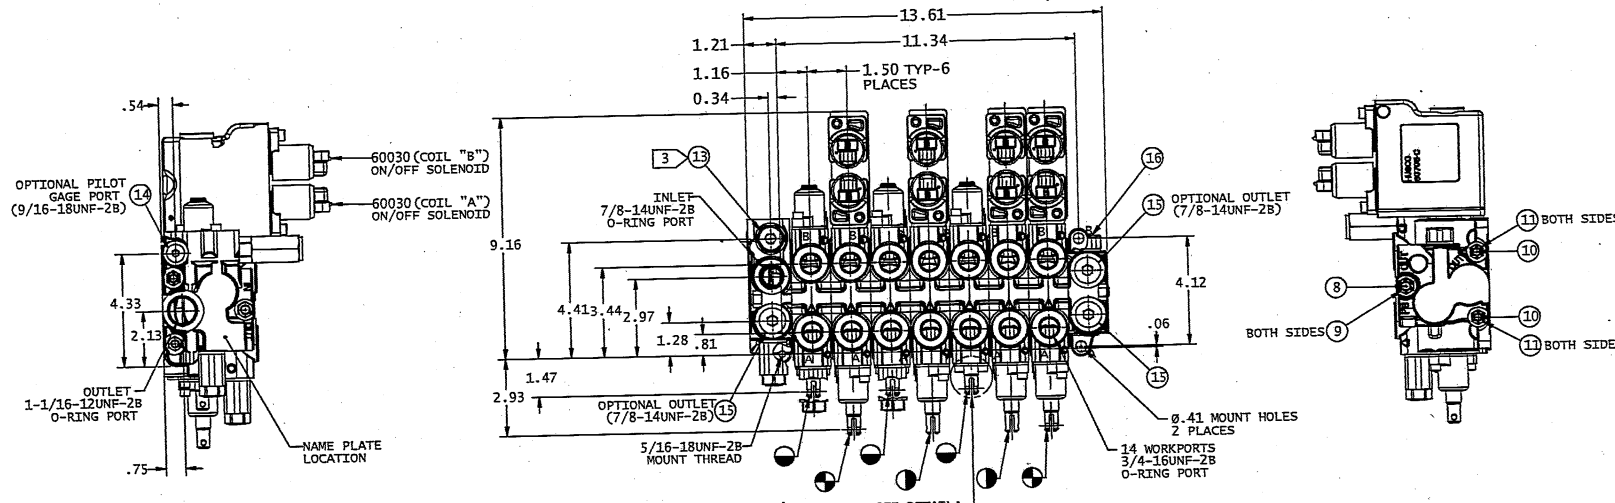 .54
OPTIONAL PILOT
GAGE PORT
(9/16-18UNF-2B)
14
60030(COIL "B")
ON/OFF SOLENOID
60030(COIL "A")
ON/OFF SOLENOID
4.33
2.13
OUTLET
1-1/16-12UNF-2B
O-RING PORT
NAME PLATE
LOCATION
.75
13.61
1.21
11.34
1.16
1.50 TYP-6
PLACES
0.34
9.16
3
13
INLET
7/8-14UNF-2B
O-RING PORT
16
15
OPTIONAL OUTLET
(7/8-14UNF-2B)
B
B
B
B
4.41
3.44
2.97
1.28
.81
4.12
.06
1.47
2.93
A
A
A
A
A
OPTIONAL OUTLET
(7/8-14UNF-2B)
15
15
5/16-18UNF-2B
MOUNT THREAD
Ø.41 MOUNT HOLES
2 PLACES
14 WORKPORTS
3/4-16UNF-2B
O-RING PORT
11 BOTH SIDES
10
8
BOTH SIDES 9
OUT
10
11 BOTH SIDE